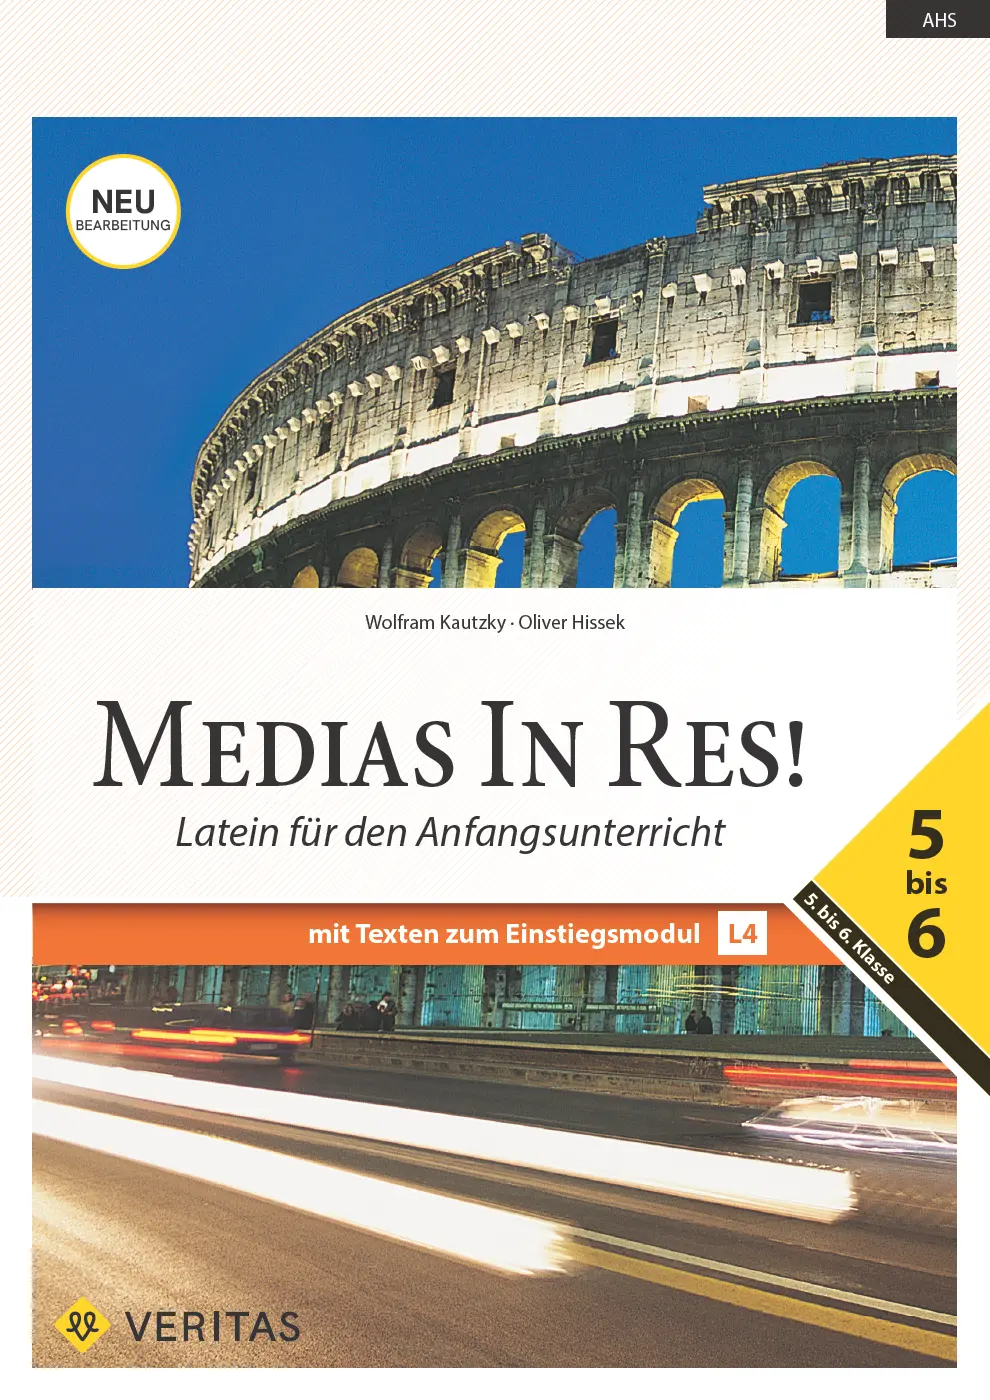 AHS
NEU
BEARBEITUNG
Wolfram Kautzky · Oliver Hissek
MEDIAS IN RES!
Latein für den Anfangsunterricht
5
bis
6
5. bis 6. Klasse
mit Texten zum Einstiegsmodul L4
VERITAS